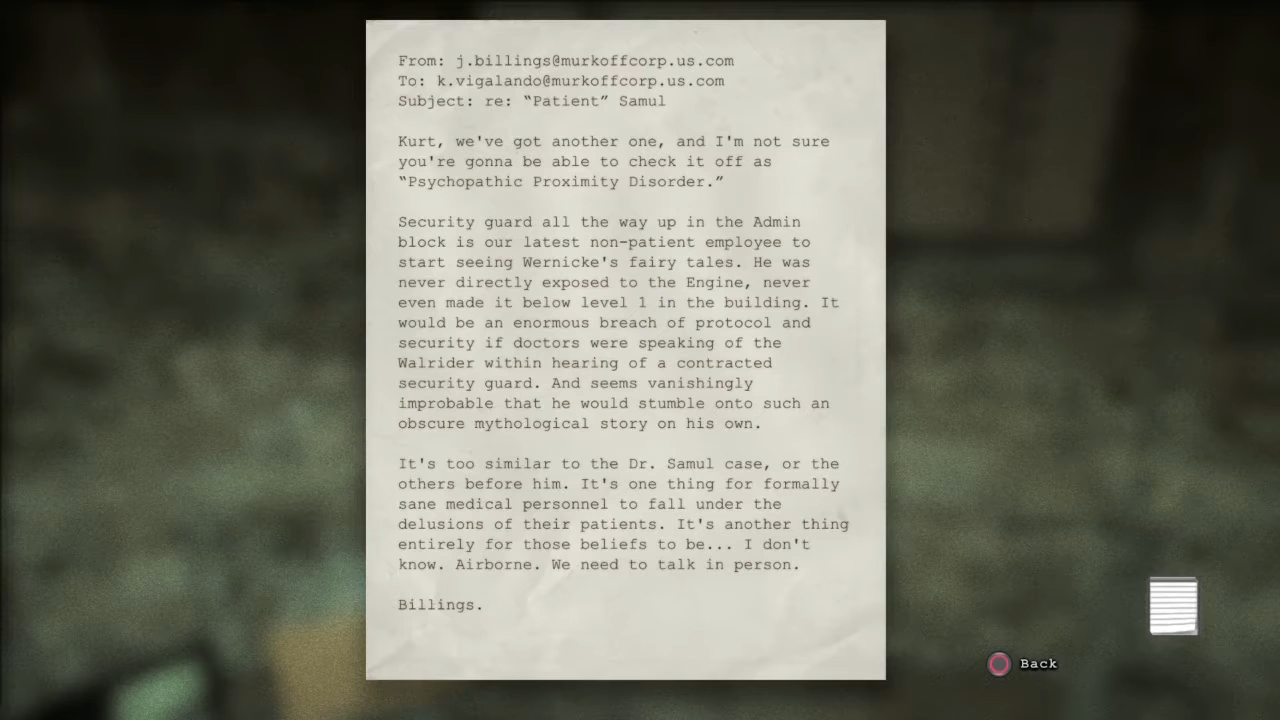 From: j.billings@murkoffcorp.us.com
To: k.vigalando@murkoffcorp.us.com
Subject: re: “Patient” Samul
Kurt, we've got another one, and I'm not sure
you're gonna be able to check it off as
“Psychopathic Proximity Disorder.”
Security guard all the way up in the Admin
block is our latest non-patient employee to
start seeing Wernicke's fairy tales. He was
never directly exposed to the Engine, never
even made it below level 1 in the building. It
would be an enormous breach of protocol and
security if doctors were speaking of the
Walrider within hearing of a contracted
security guard. And seems vanishingly
improbable that he would stumble onto such an
obscure mythological story on his own.
It's too similar to the Dr. Samul case, or the
others before him. It's one thing for formally
sane medical personnel to fall under the
delusions of their patients. It's another thing
entirely for those beliefs to be... I don't
know. Airborne. We need to talk in person.
Billings.
Back